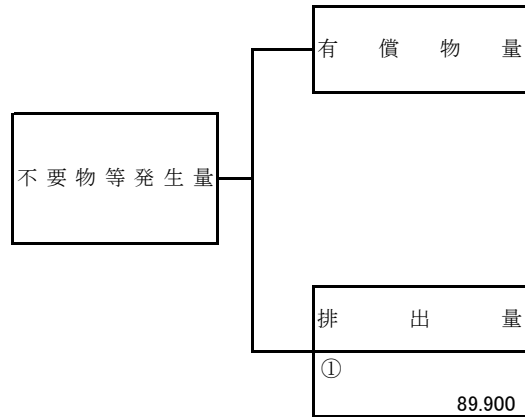 有償物量
不要物等発生量
排出量
①
89.900